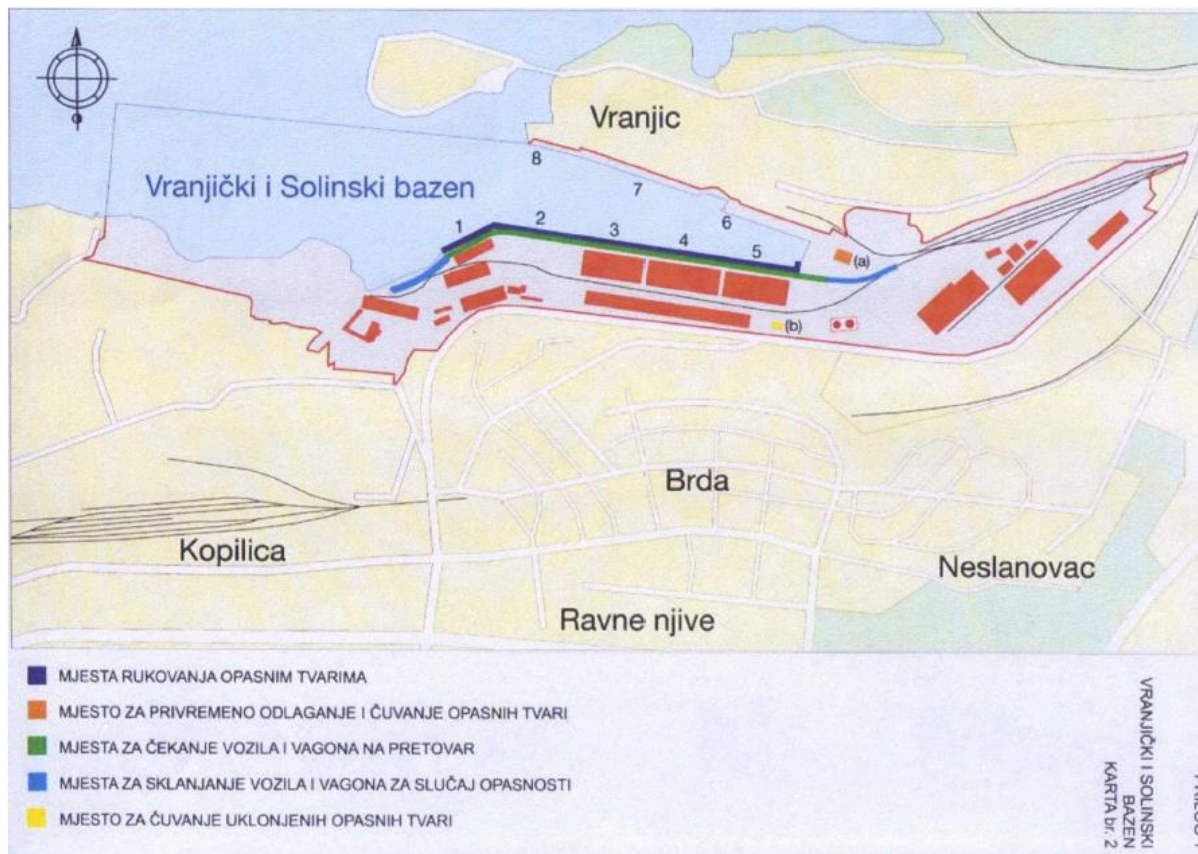 Vranjic
8
Vranjički i Solinski bazen
7
6
1
2
3
4
5
(a)
(b)
Brda
Kopilica
Neslanovac
Ravne njive
MJESTA RUKOVANJA OPASNIM TVARIMA
MJESTO ZA PRIVREMENO ODLAGANJE I ČUVANJE OPASNIH TVARI
MJESTA ZA ČEKANJE VOZILA I VAGONA NA PRETOVAR
MJESTA ZA SKLANJANJE VOZILA I VAGONA ZA SLUČAJ OPASNOSTI
MJESTO ZA ČUVANJE UKLONJENIH OPASNIH TVARI
VRANJIČKI I SOLINSKI
BAZEN
KARTA br. 2